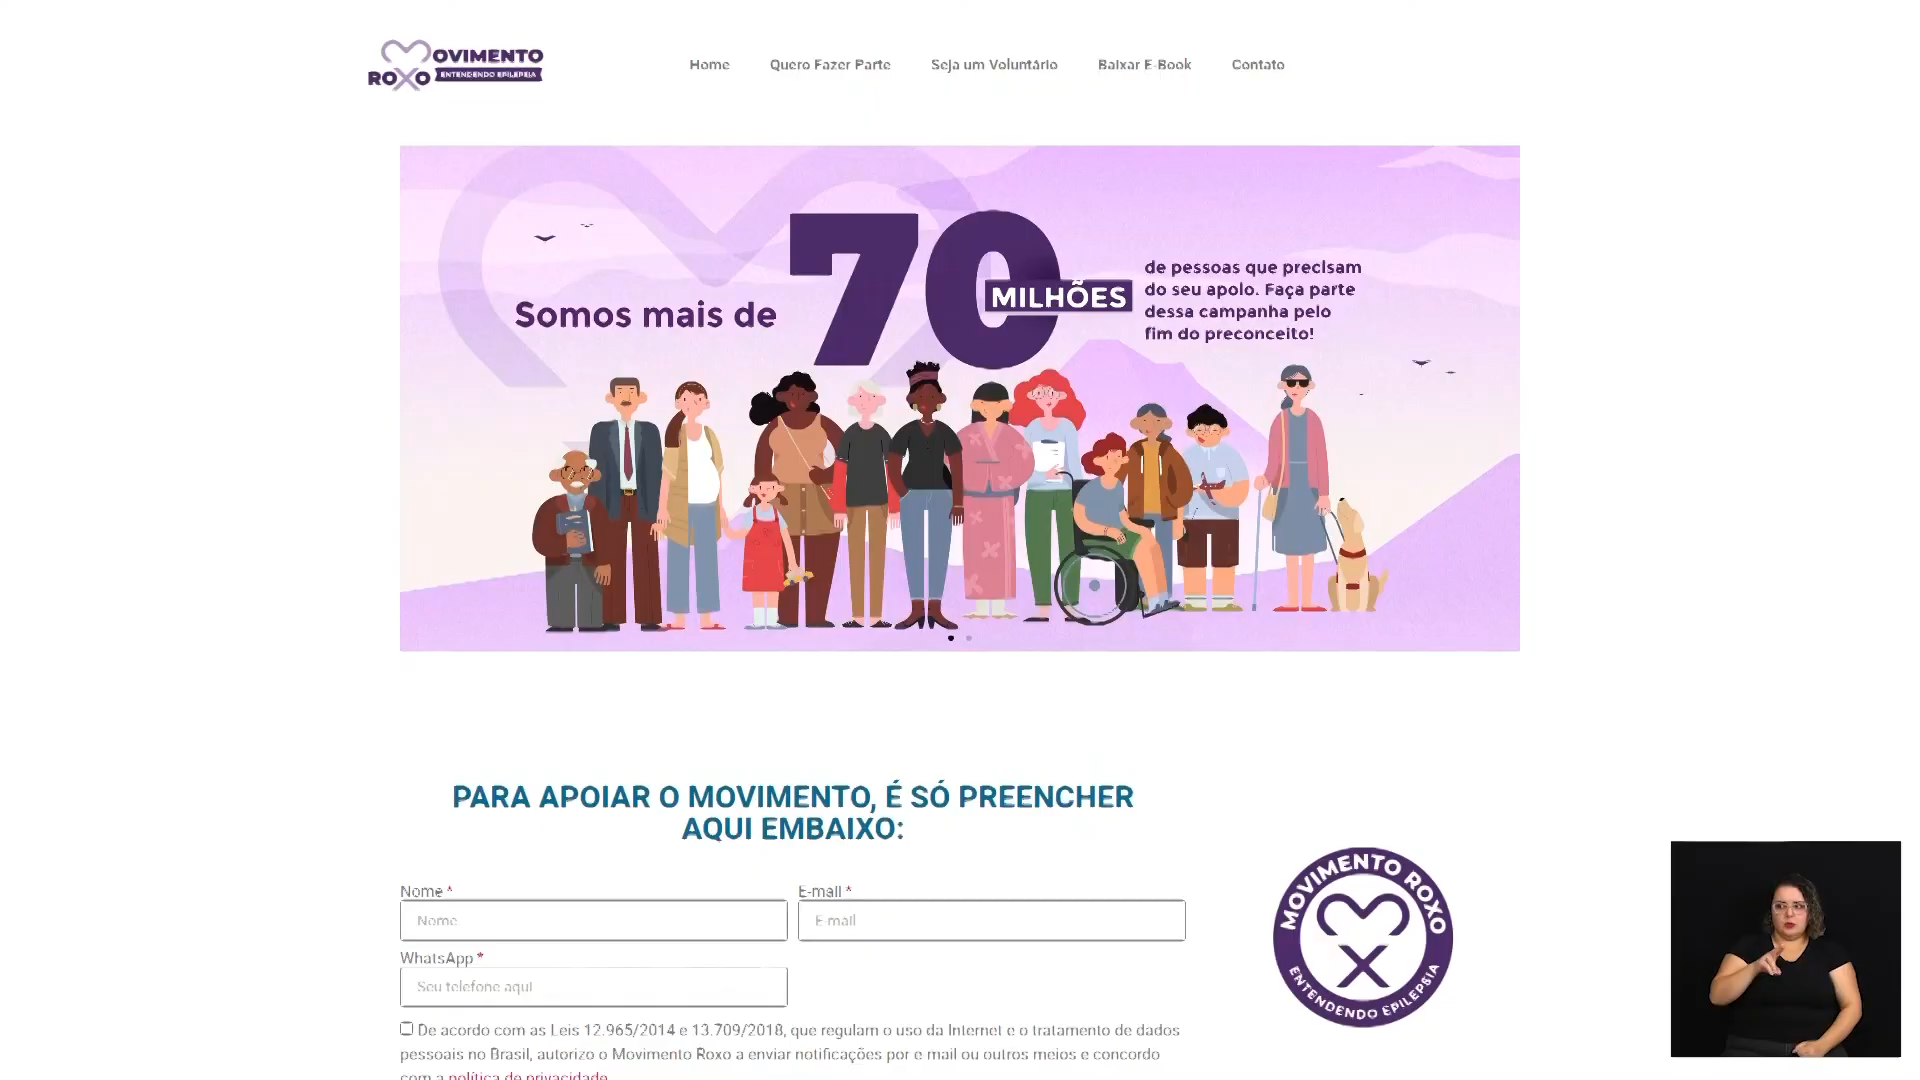 MOVIMENTO
ROXO ENTENDENDO EPILEPSIA
Home Quero Fazer Parte Seja um Voluntário Baixar E-Book Contato
Somos mais de
70
MILHÕES
de pessoas que precisam
do seu apoio. Faça parte
dessa campanha pelo
fim do preconceito!
PARA APOIAR O MOVIMENTO, É SÓ PREENCHER
AQUI EMBAIXO:
Nome * E-mail *
Nome E-mail
WhatsApp *
Seu telefone aqui
De acordo com as Leis 12.965/2014 e 13.709/2018, que regulam o uso da Internet e o tratamento de dados
pessoais no Brasil, autorizo o Movimento Roxo a enviar notificações por e-mail ou outros meios e concordo
com a política de privacidade
MOVIMENTO ROXO
ENTENDENDO EPILEPSIA